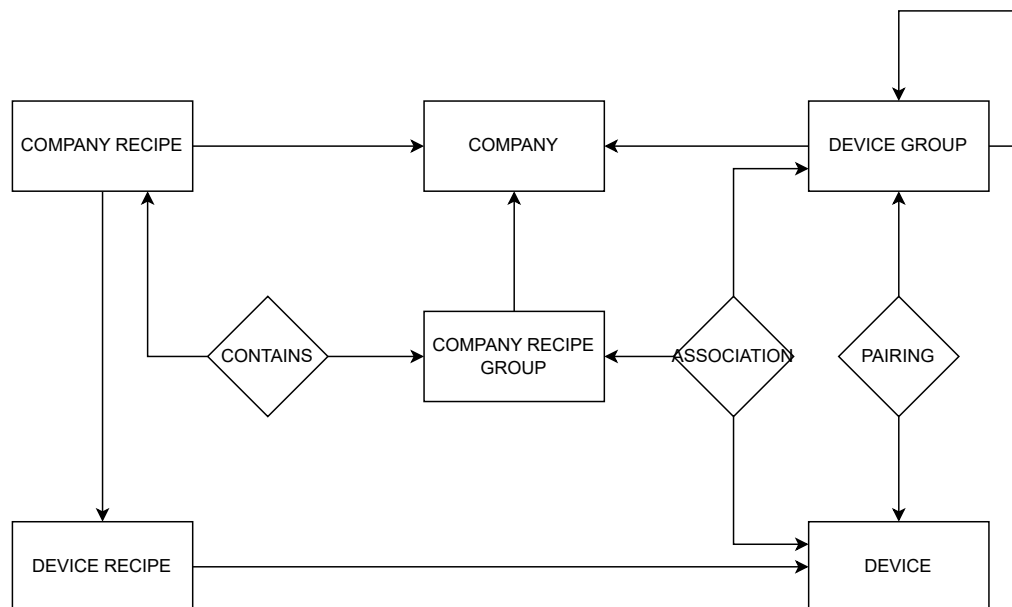 COMPANY RECIPE
COMPANY
DEVICE GROUP
CONTAINS
COMPANY RECIPE
GROUP
ASSOCIATION
PAIRING
DEVICE RECIPE
DEVICE